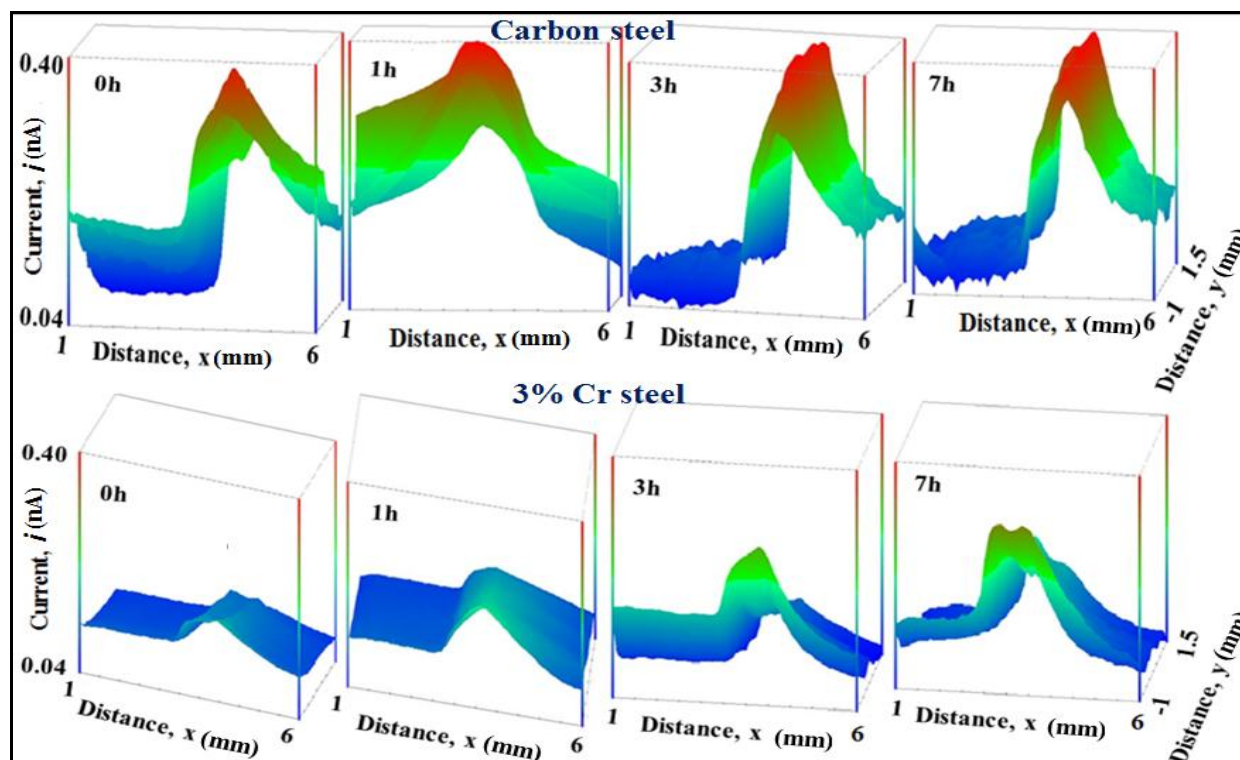 Carbon steel
0.40
0h
1h
3h
7h
Current, i (nA)
0.04
1
6
Distance, x (mm)
1
6
Distance, x (mm)
1
6
Distance, x (mm)
1
6
Distance, x (mm)
-1
1.5
Distance, y (mm)
3% Cr steel
0.40
0h
1h
3h
7h
Current, i (nA)
0.04
1
6
Distance, x (mm)
1
6
Distance, x (mm)
1
6
Distance, x (mm)
1
6
Distance, x (mm)
-1
1.5
Distance, y (mm)